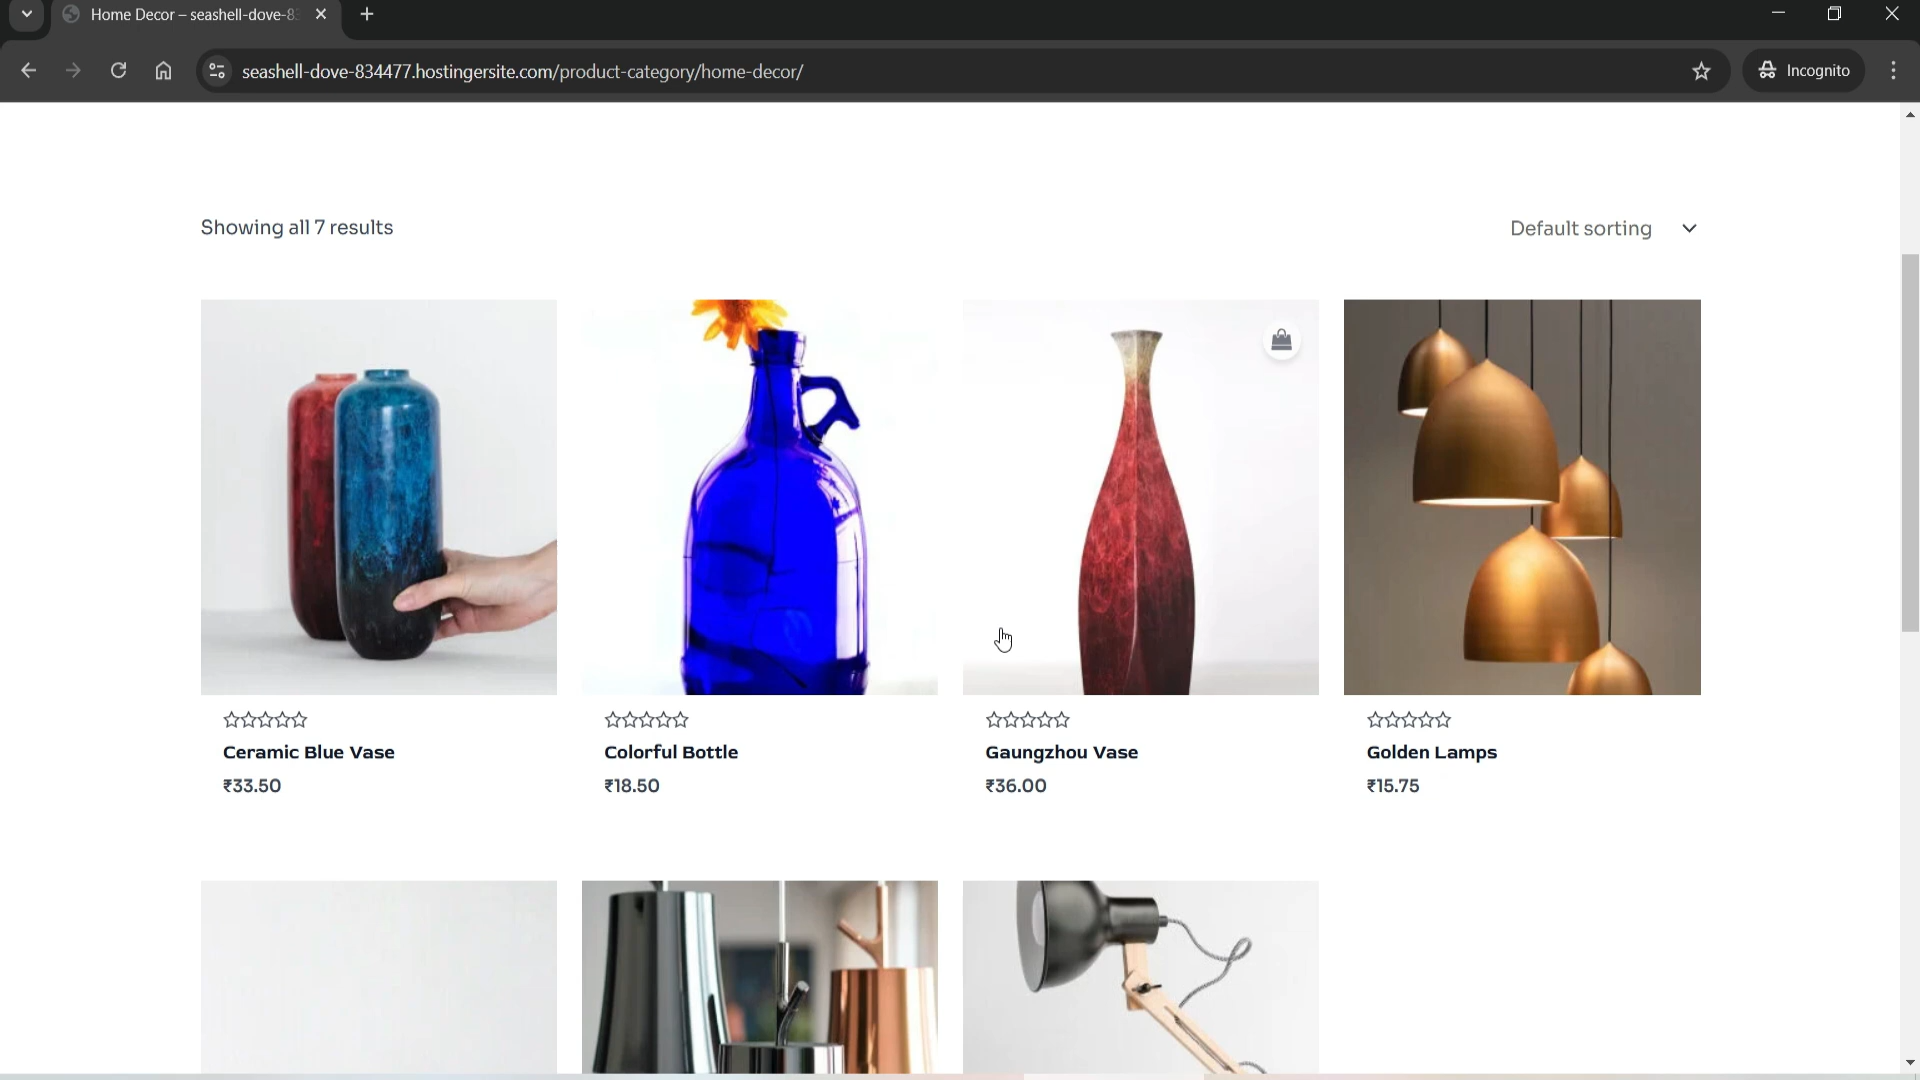 Home Decor – seashell-dove-83
seashell-dove-834477.hostingersite.com/product-category/home-decor/
Incognito
Showing all 7 results
Default sorting
Ceramic Blue Vase
Colorful Bottle
Gaungzhou Vase
Golden Lamps
₹33.50
₹18.50
₹36.00
₹15.75